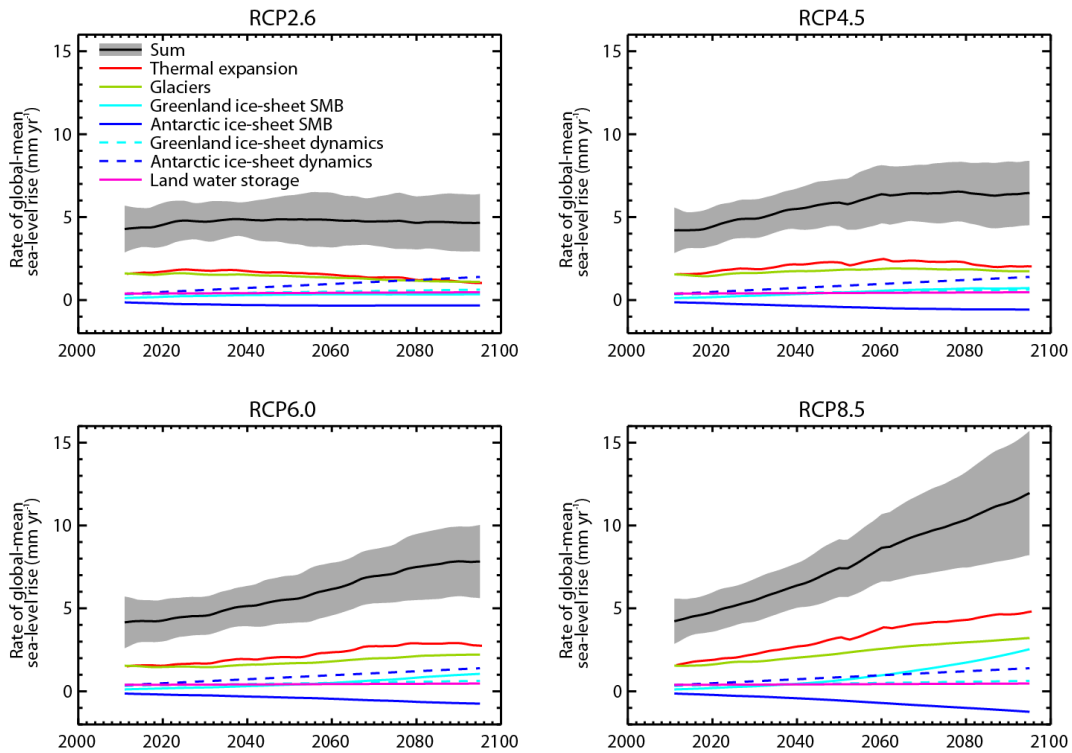 RCP2.6
Rate of global-mean
sea-level rise (mm yr⁻¹)
15
10
5
0
Sum
Thermal expansion
Glaciers
Greenland ice-sheet SMB
Antarctic ice-sheet SMB
Greenland ice-sheet dynamics
Antarctic ice-sheet dynamics
Land water storage
2000 2020 2040 2060 2080 2100
RCP4.5
Rate of global-mean
sea-level rise (mm yr⁻¹)
15
10
5
0
2000 2020 2040 2060 2080 2100
RCP6.0
Rate of global-mean
sea-level rise (mm yr⁻¹)
15
10
5
0
2000 2020 2040 2060 2080 2100
RCP8.5
Rate of global-mean
sea-level rise (mm yr⁻¹)
15
10
5
0
2000 2020 2040 2060 2080 2100